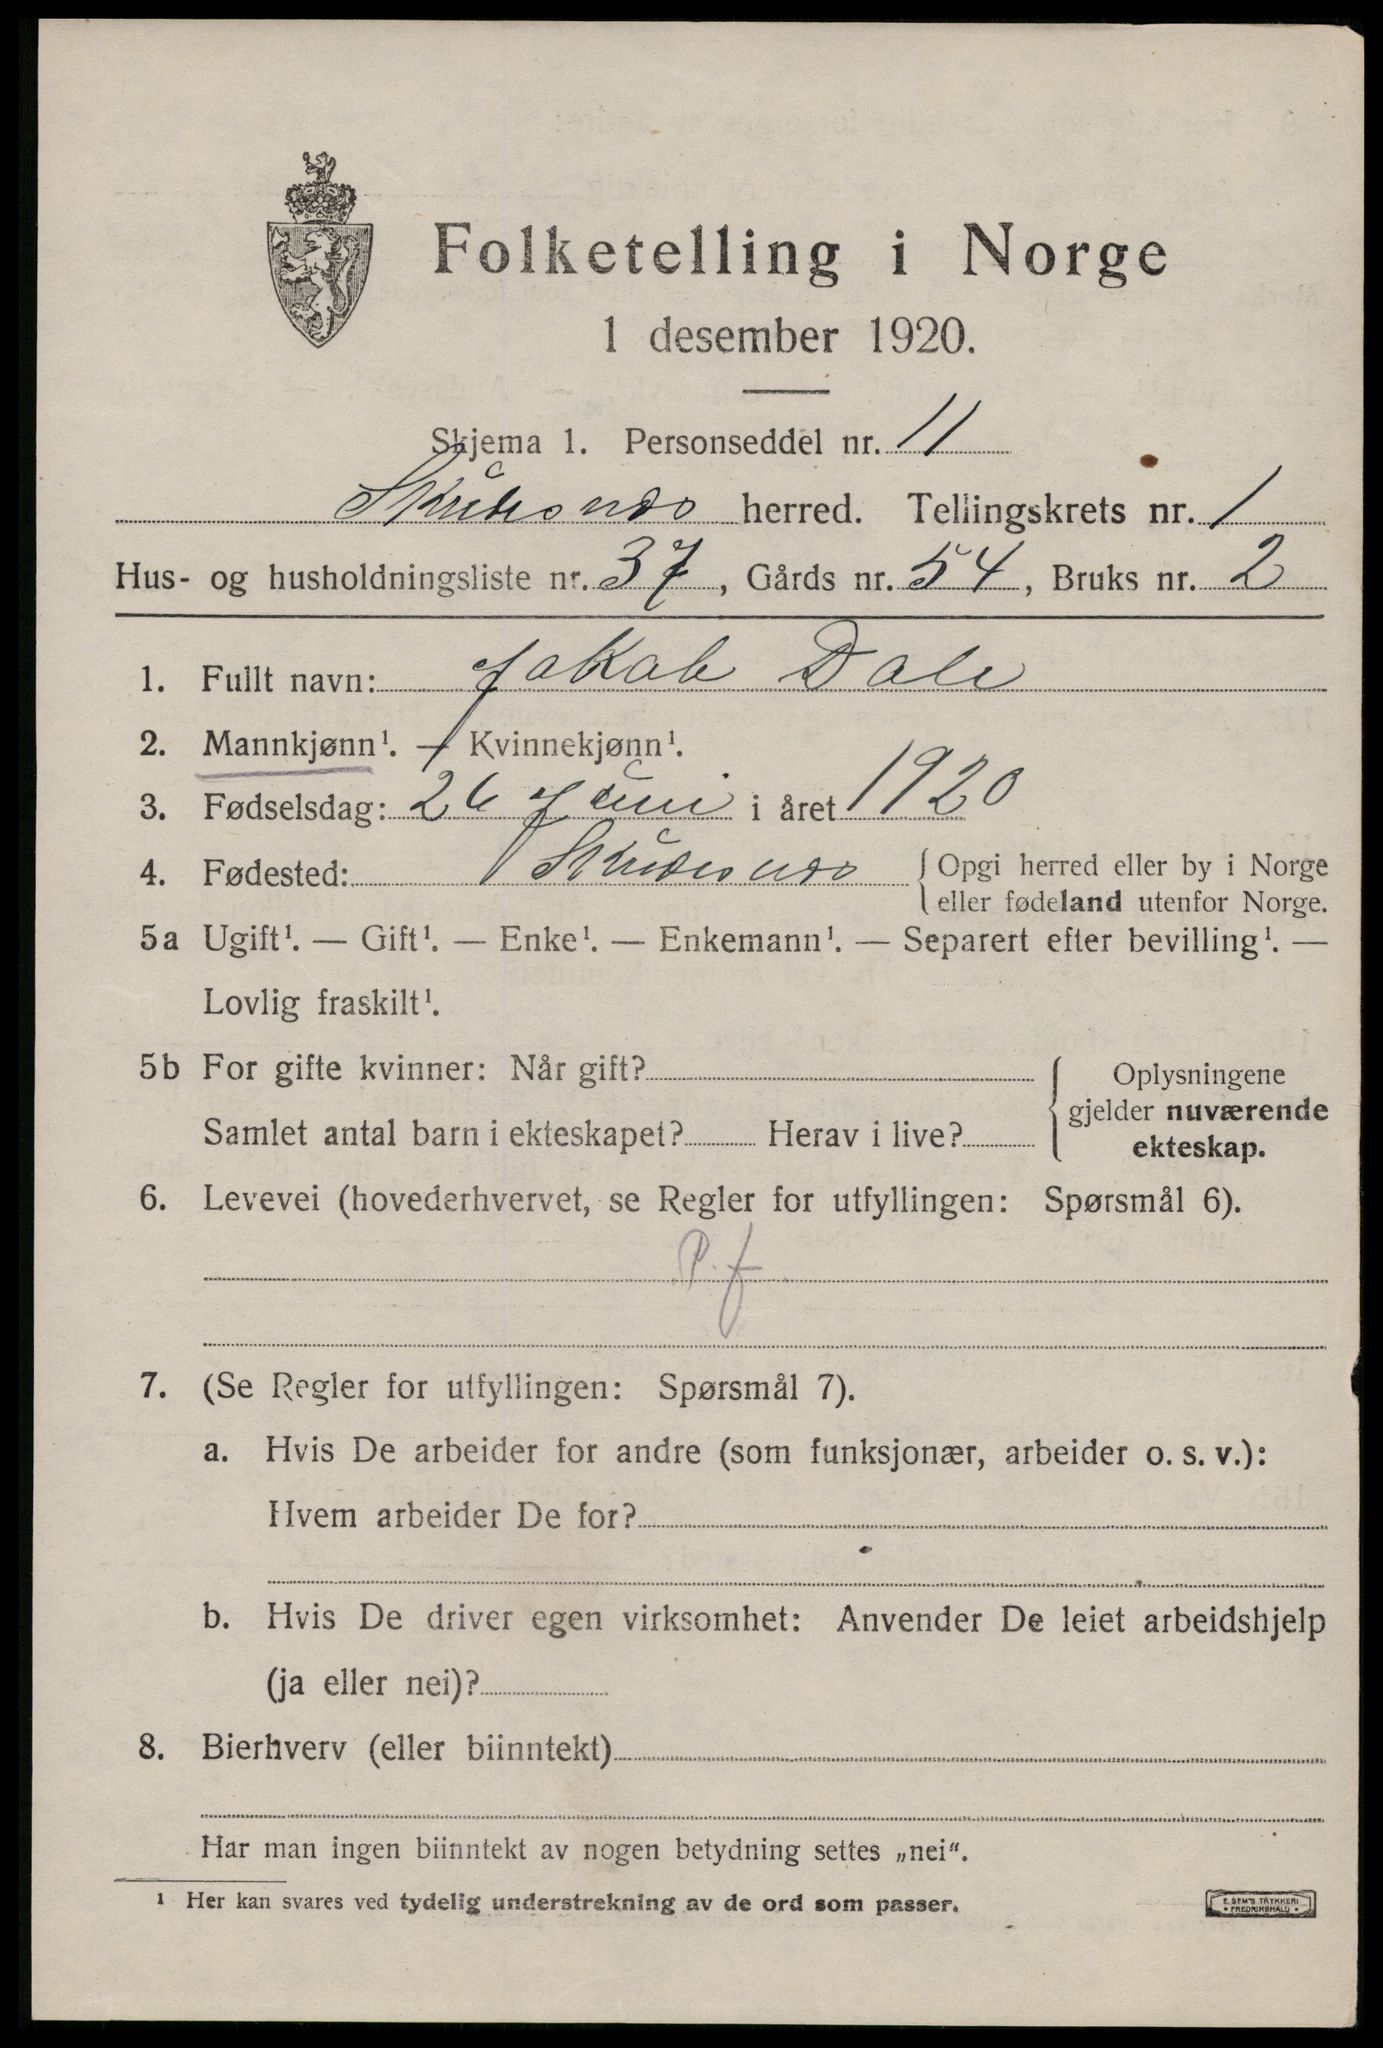 Folketelling i Norge
1 desember 1920.
Skjema 1. Personseddel nr. 11
Skudesnes herred. Tellingskrets nr. 1
Hus- og husholdningsliste nr. 37, Gårds nr. 54, Bruks nr. 2
1. Fullt navn: Jakob Dale
2. Mannkjønn¹. — Kvinnekjønn¹.
3. Fødselsdag: 26 Juni i året 1920
4. Fødested: Skudesnes { Opgi herred eller by i Norge
eller fødeland utenfor Norge.
5a Ugift¹. — Gift¹. — Enke¹. — Enkemann¹. — Separert efter bevilling¹. —
Lovlig fraskilt¹.
5b For gifte kvinner: Når gift?
Samlet antal barn i ekteskapet? Herav i live?
Oplysningene
gjelder nuværende
ekteskap.
6. Levevei (hovederhvervet, se Regler for utfyllingen: Spørsmål 6).
P. f
7. (Se Regler for utfyllingen: Spørsmål 7).
a. Hvis De arbeider for andre (som funksjonær, arbeider o. s. v.):
Hvem arbeider De for?
b. Hvis De driver egen virksomhet: Anvender De leiet arbeidshjelp
(ja eller nei)?
8. Bierhverv (eller biinntekt)
Har man ingen biinntekt av nogen betydning settes „nei“.
¹ Her kan svares ved tydelig understrekning av de ord som passer.
E. SEM'S TRYKKERI
* FREDRIKSHALD *